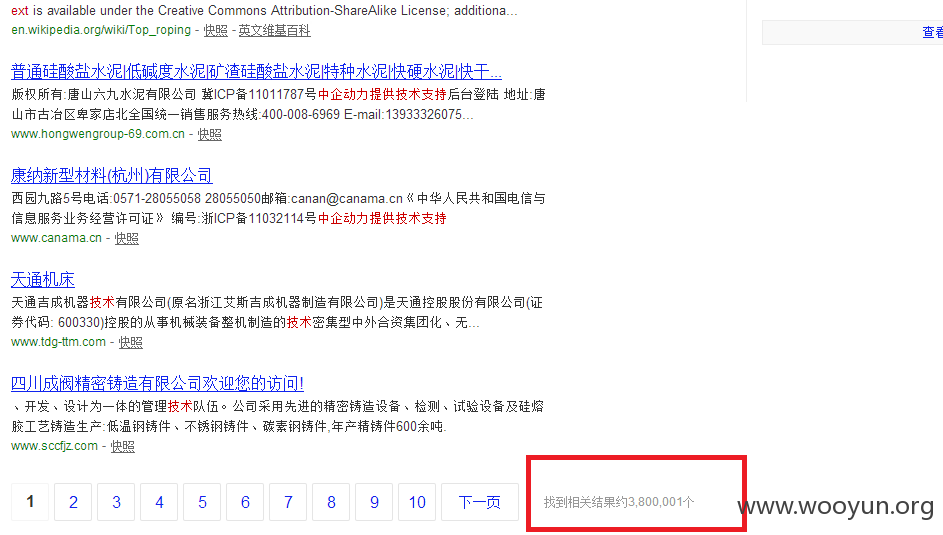 ext is available under the Creative Commons Attribution-ShareAlike License; additiona...
en.wikipedia.org/wiki/Top_roping - 快照 - 英文维基百科
查看
普通硅酸盐水泥|低碱度水泥|矿渣硅酸盐水泥|特种水泥|快硬水泥|快干...
版权所有:唐山六九水泥有限公司 冀ICP备11011787号中企动力提供技术支持后台登陆 地址:唐
山市古冶区卑家店北全国统一销售服务热线:400-008-6969 E-mail:13933326075...
www.hongwengroup-69.com.cn - 快照
康纳新型材料(杭州)有限公司
西园九路5号电话:0571-28055058 28055050邮箱:canan@canama.cn《中华人民共和国电信与
信息服务业务经营许可证》 编号:浙ICP备11032114号中企动力提供技术支持
www.canama.cn - 快照
天通机床
天通吉成机器技术有限公司(原名浙江艾斯吉成机器制造有限公司)是天通控股股份有限公司(证
券代码: 600330)控股的从事机械装备整机制造的技术密集型中外合资集团化、无...
www.tdg-ttm.com - 快照
四川成阀精密铸造有限公司欢迎您的访问!
、开发、设计为一体的管理技术队伍。公司采用先进的精密铸造设备、检测、试验设备及硅熔
胶工艺铸造生产:低温钢铸件、不锈钢铸件、碳素钢铸件,年产精铸件600余吨.
www.sccfjz.com - 快照
1 2 3 4 5 6 7 8 9 10 下一页 找到相关结果约3,800,001个
www.wooyun.org